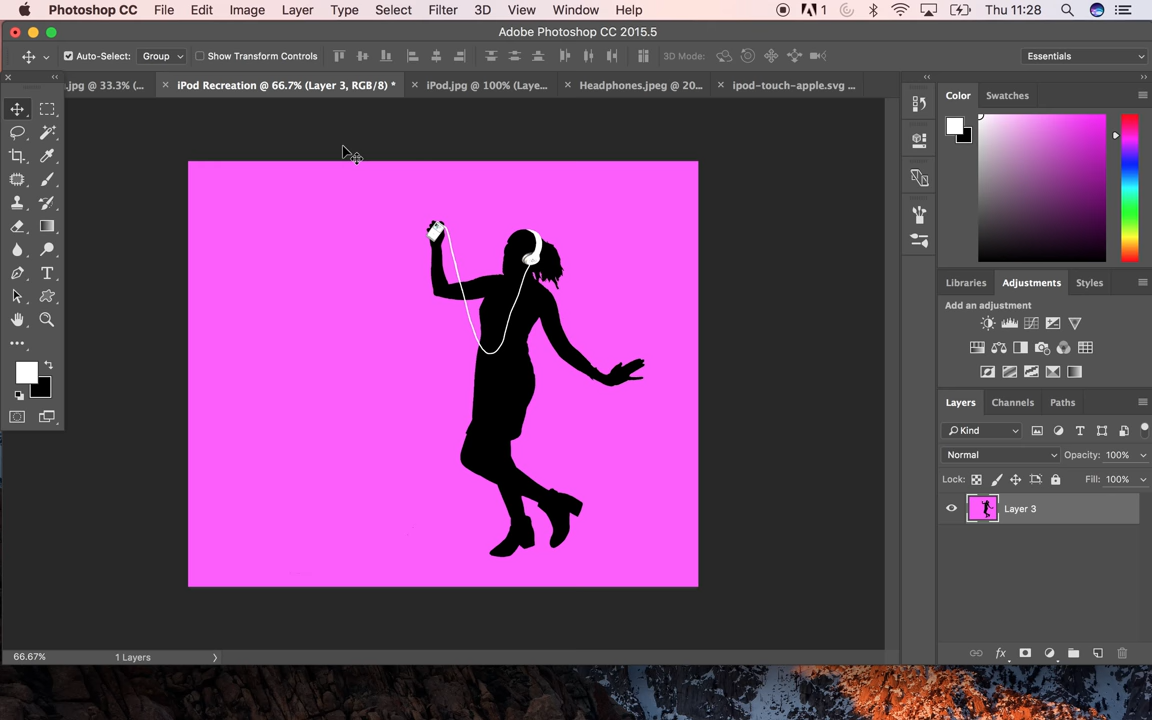 Photoshop CC File Edit Image Layer Type Select Filter 3D View Window Help 1 Thu 11:28
Adobe Photoshop CC 2015.5
Auto-Select: Group Show Transform Controls 3D Mode: Essentials
.jpg @ 33.3% (... iPod Recreation @ 66.7% (Layer 3, RGB/8) * iPod.jpg @ 100% (Laye... Headphones.jpeg @ 20... ipod-touch-apple.svg ...
Color Swatches
Libraries Adjustments Styles
Add an adjustment
Layers Channels Paths
Kind
Normal Opacity: 100%
Lock: Fill: 100%
Layer 3
66.67% 1 Layers
fx